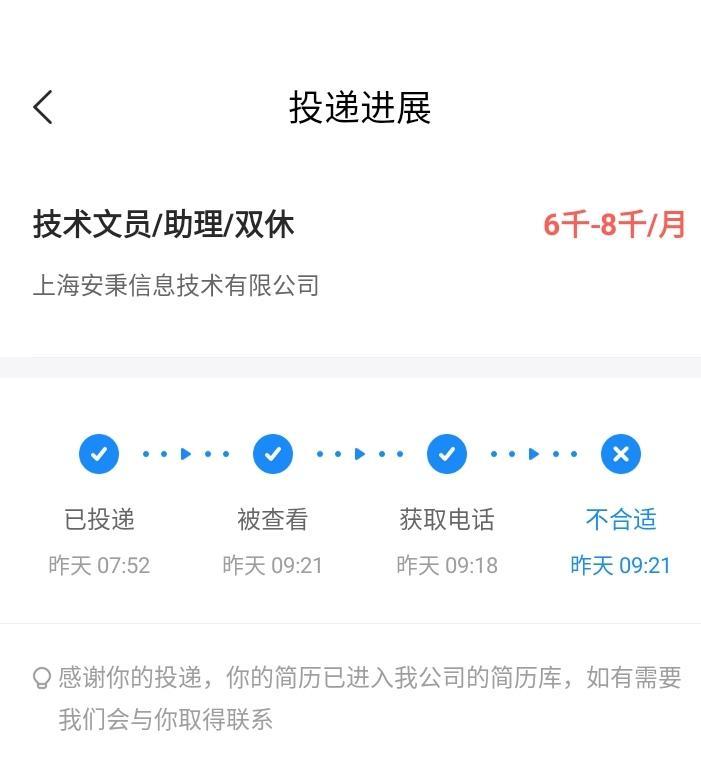 投递进展
技术文员/助理/双休 6千-8千/月
上海安秉信息技术有限公司
已投递 被查看 获取电话 不合适
昨天 07:52 昨天 09:21 昨天 09:18 昨天 09:21
感谢你的投递，你的简历已进入我公司的简历库，如有需要
我们会与你取得联系